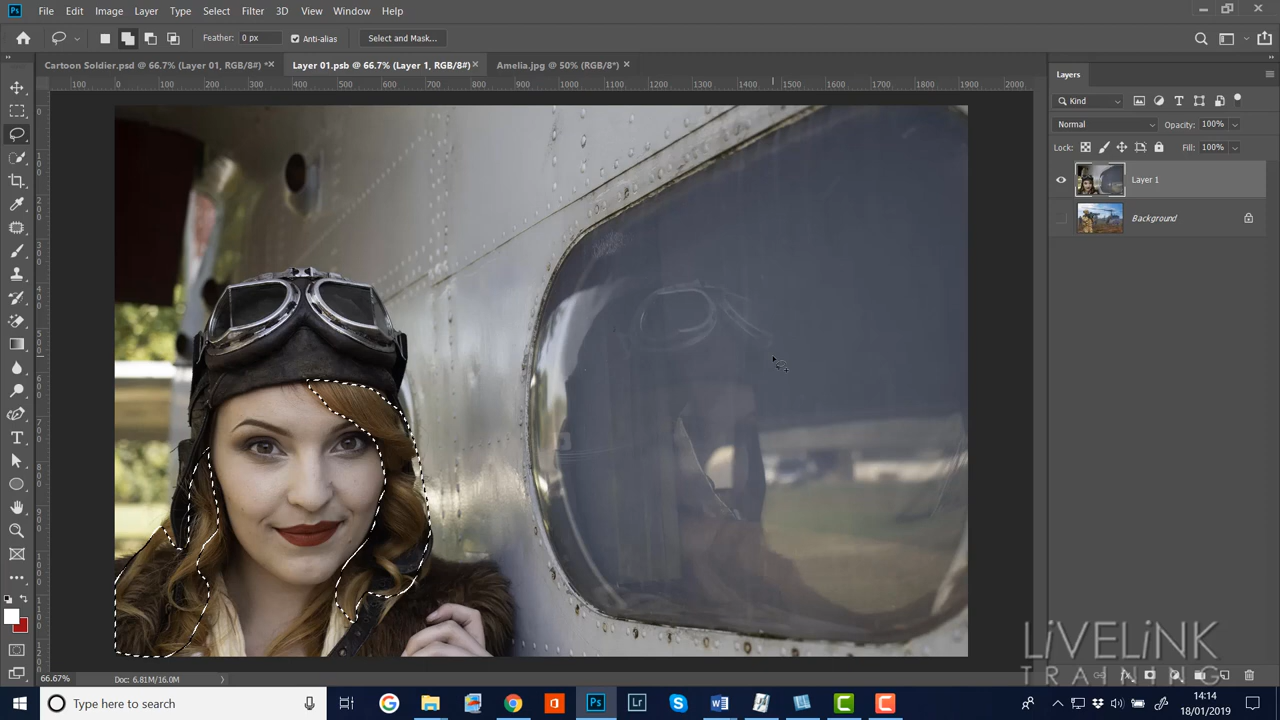 Ps File Edit Image Layer Type Select Filter 3D View Window Help
Feather: 0 px Anti-alias Select and Mask...
Cartoon Soldier.psd @ 66.7% (Layer 01, RGB/8#) * Layer 01.psb @ 66.7% (Layer 1, RGB/8#) Amelia.jpg @ 50% (RGB/8*)
Layers
100 0 100 200 300 400 500 600 700 800 900 1000 1100 1200 1300 1400 1500 1600 1700 1800 1900 2000
Kind
Normal Opacity: 100%
Lock: Fill: 100%
Layer 1
Background
LiVELiNK
TRAINING
66.67% Doc: 6.81M/16.0M
Type here to search
14:14
18/01/2019